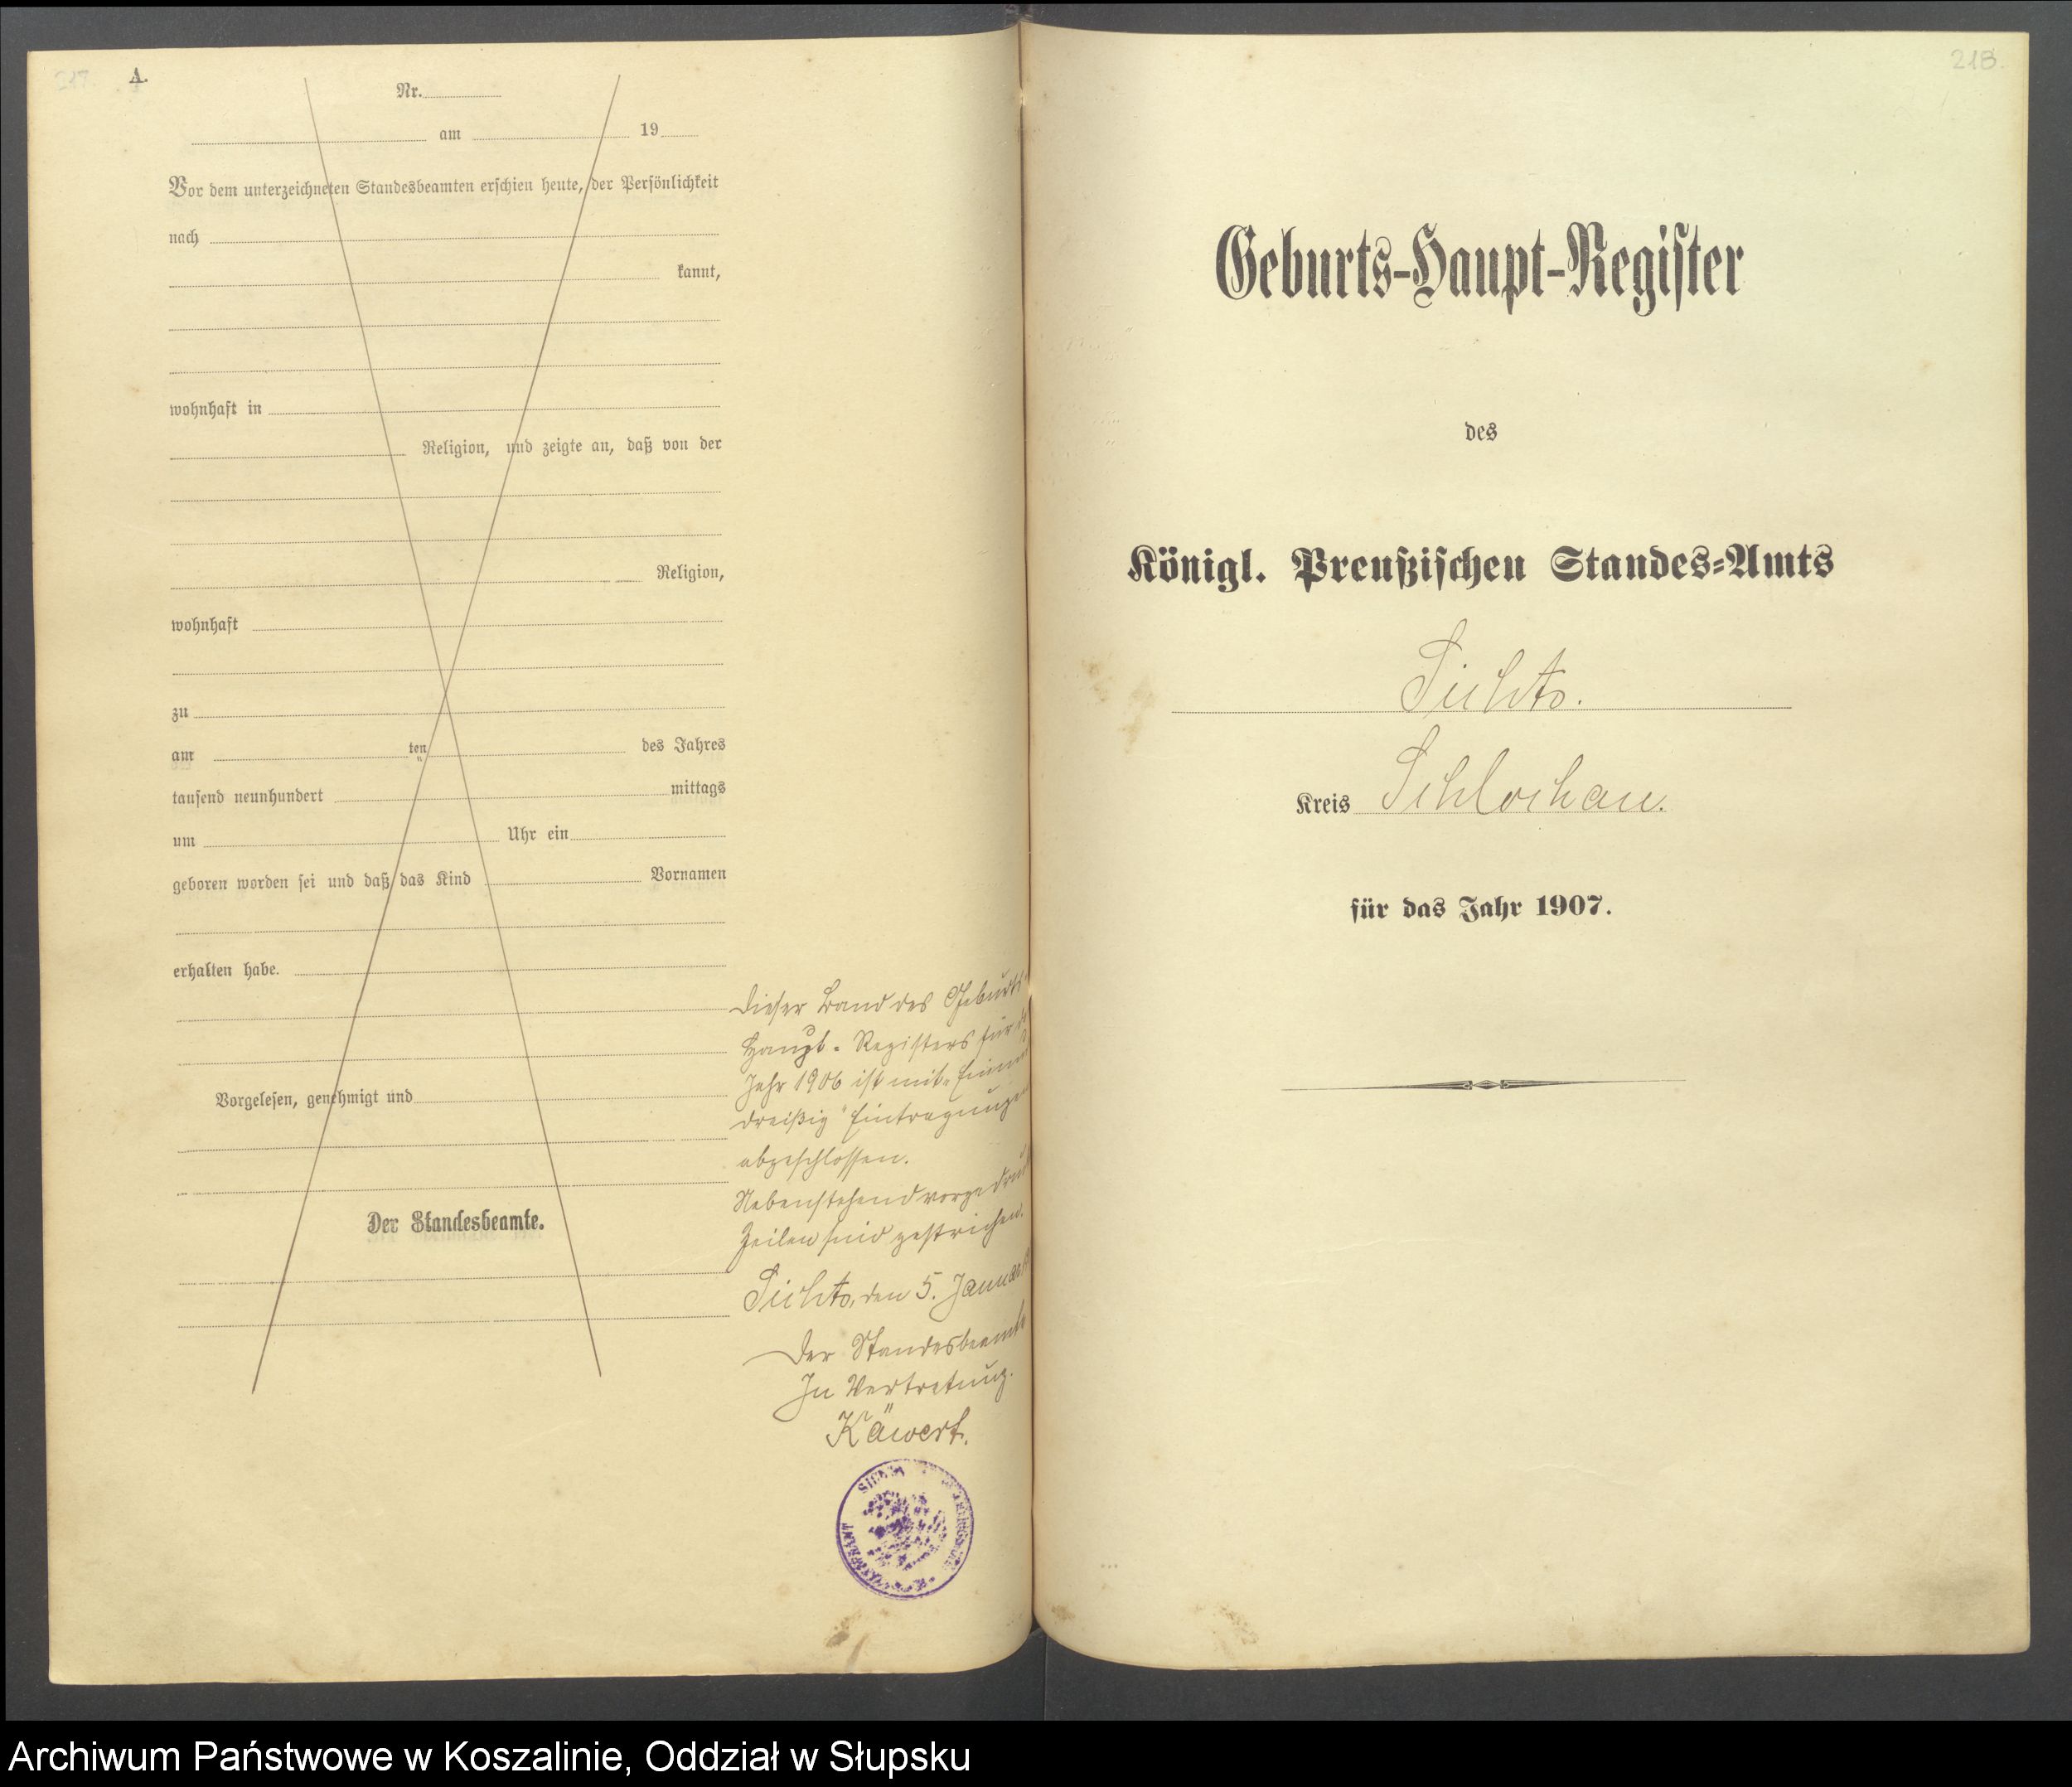 217.
A.
Nr.
am 19
Vor dem unterzeichneten Standesbeamten erschien heute, der Persönlichkeit
nach
kannt,
wohnhaft in
Religion, und zeigte an, daß von der
Religion,
wohnhaft
zu
am ten des Jahres
tausend neunhundert mittags
um Uhr ein
geboren worden sei und daß das Kind Vornamen
erhalten habe.
Vorgelesen, genehmigt und
Der Standesbeamte.
Dieser Band des Geburts
Haupt-Registers für
Jahr 1906 ist mit
dreißig Eintragungen
abgeschlossen.
Nebenstehend
Zeilen sind gestrichen.
Sichts, den 5. Januar
Der Standesbeamte
In Vertretung.
Käwert.
218.
Geburts-Haupt-Register
des
Königl. Preußischen Standes-Amts
Sichts.
Kreis Schlochau.
für das Jahr 1907.
Archiwum Państwowe w Koszalinie, Oddział w Słupsku